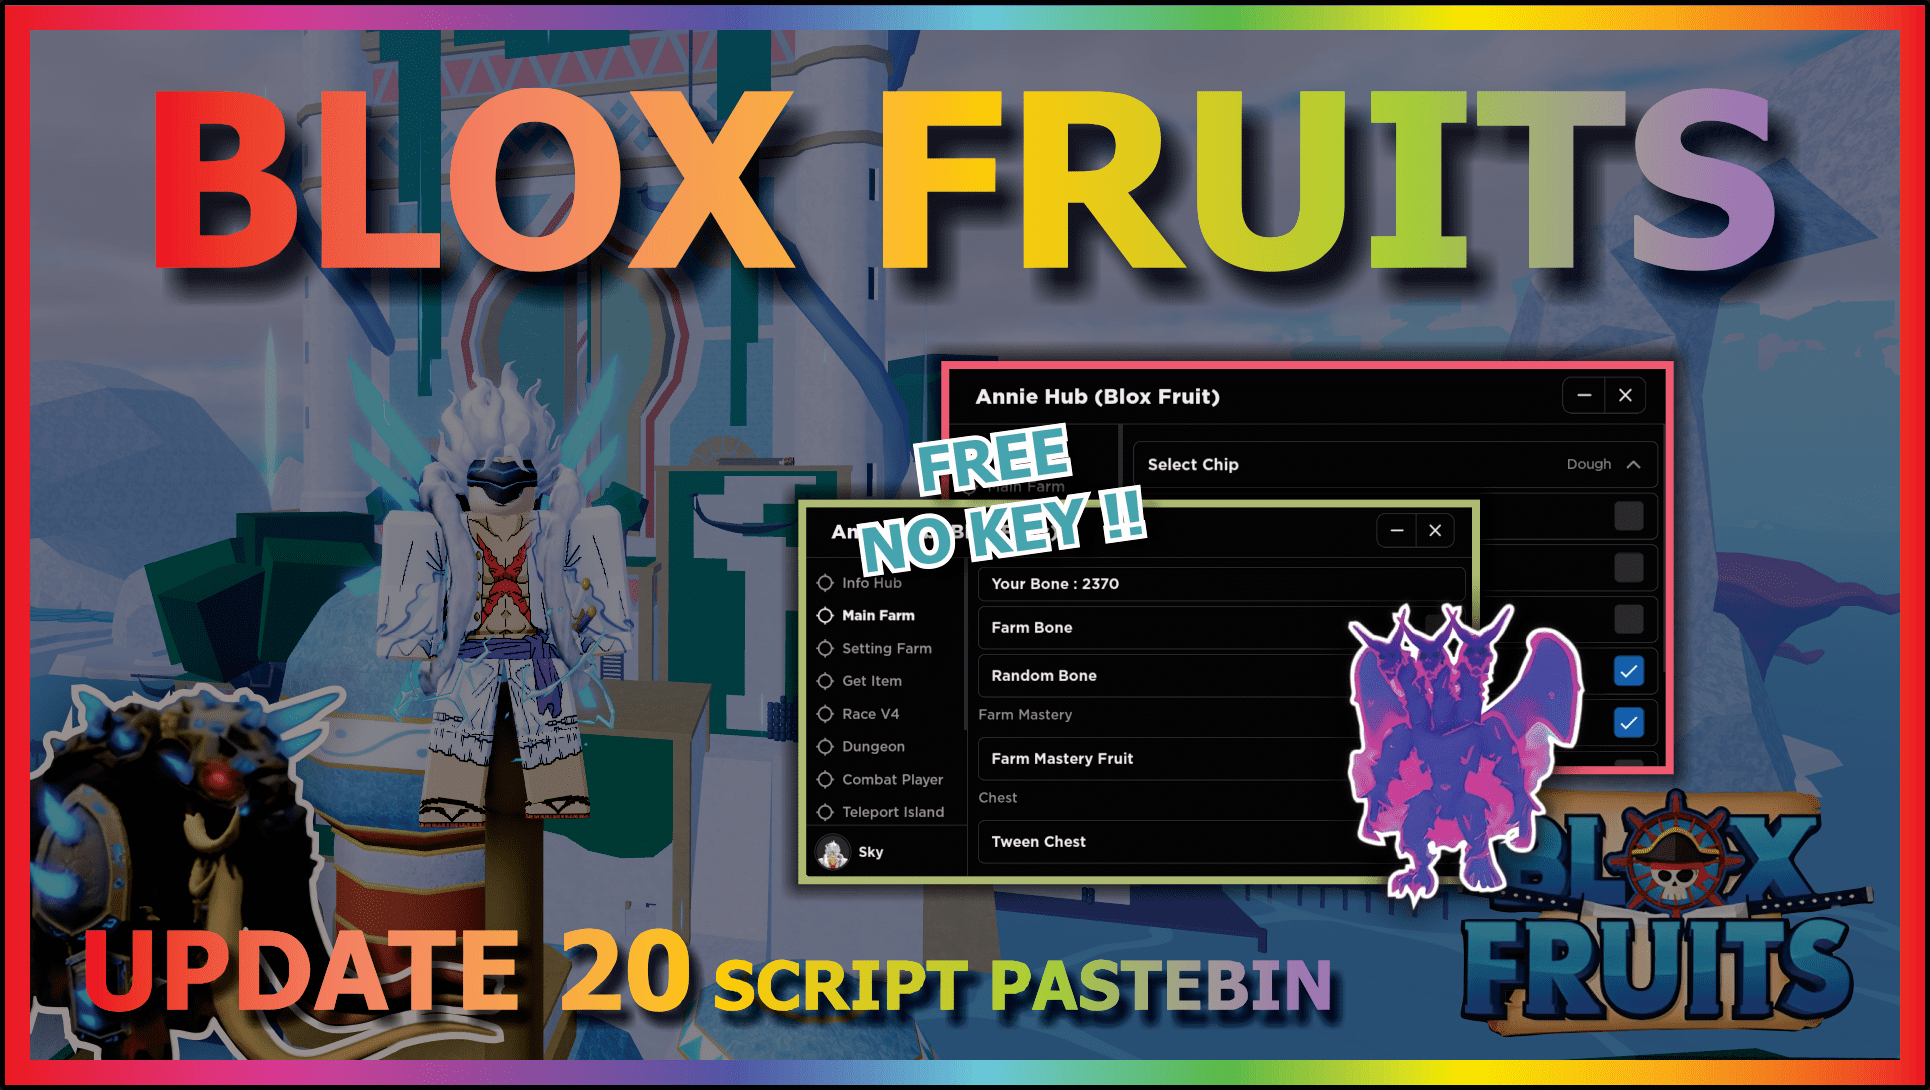 BLOX FRUITS
Annie Hub (Blox Fruit)
Select Chip
Dough
FREE
Main Farm
NO KEY !!
Info Hub
Main Farm
Setting Farm
Get Item
Race V4
Dungeon
Combat Player
Teleport Island
Sky
Your Bone : 2370
Farm Bone
Random Bone
Farm Mastery
Farm Mastery Fruit
Chest
Tween Chest
BLOX
FRUITS
UPDATE 20 SCRIPT PASTEBIN